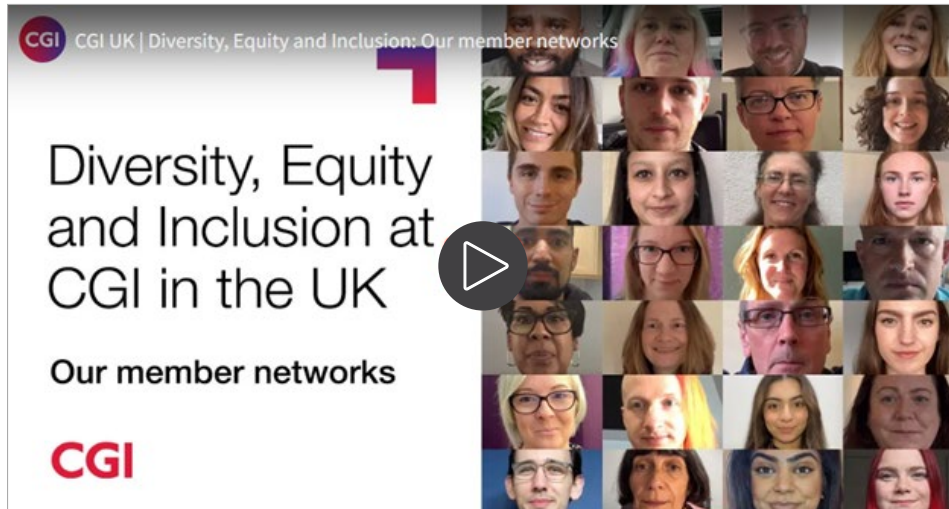 CGI CGI UK | Diversity, Equity and Inclusion: Our member networks
Diversity, Equity
and Inclusion at
CGI in the UK
Our member networks
CGI